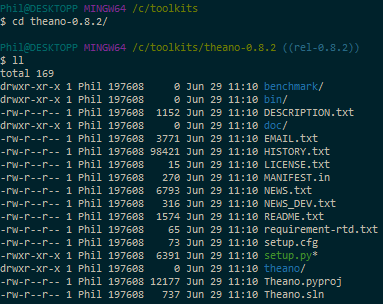 Phil@DESKTOPP MINGW64 /c/toolkits
$ cd theano-0.8.2/
Phil@DESKTOPP MINGW64 /c/toolkits/theano-0.8.2 ((rel-0.8.2))
$ ll
total 169
drwxr-xr-x 1 Phil 197608     0 Jun 29 11:10 benchmark/
drwxr-xr-x 1 Phil 197608     0 Jun 29 11:10 bin/
-rw-r--r-- 1 Phil 197608  1152 Jun 29 11:10 DESCRIPTION.txt
drwxr-xr-x 1 Phil 197608     0 Jun 29 11:10 doc/
-rw-r--r-- 1 Phil 197608  3771 Jun 29 11:10 EMAIL.txt
-rw-r--r-- 1 Phil 197608 98421 Jun 29 11:10 HISTORY.txt
-rw-r--r-- 1 Phil 197608    15 Jun 29 11:10 LICENSE.txt
-rw-r--r-- 1 Phil 197608   270 Jun 29 11:10 MANIFEST.in
-rw-r--r-- 1 Phil 197608  6793 Jun 29 11:10 NEWS.txt
-rw-r--r-- 1 Phil 197608   316 Jun 29 11:10 NEWS_DEV.txt
-rw-r--r-- 1 Phil 197608  1574 Jun 29 11:10 README.txt
-rw-r--r-- 1 Phil 197608    65 Jun 29 11:10 requirement-rtd.txt
-rw-r--r-- 1 Phil 197608    73 Jun 29 11:10 setup.cfg
-rwxr-xr-x 1 Phil 197608  6391 Jun 29 11:10 setup.py*
drwxr-xr-x 1 Phil 197608     0 Jun 29 11:10 theano/
-rw-r--r-- 1 Phil 197608 12177 Jun 29 11:10 Theano.pyproj
-rw-r--r-- 1 Phil 197608   737 Jun 29 11:10 Theano.sln